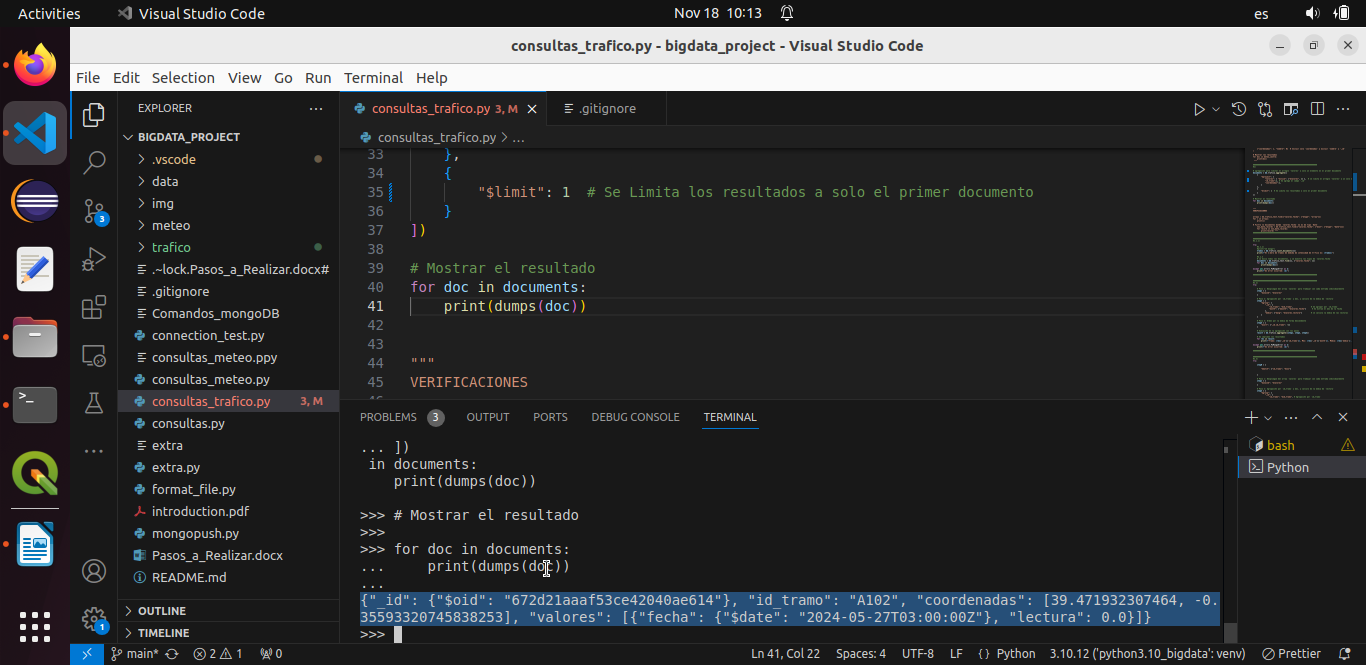 Activities
Visual Studio Code
Nov 18 10:13
es
consultas_trafico.py - bigdata_project - Visual Studio Code
File Edit Selection View Go Run Terminal Help
EXPLORER
BIGDATA_PROJECT
.vscode
data
img
meteo
trafico
.~lock.Pasos_a_Realizar.docx#
.gitignore
Comandos_mongoDB
connection_test.py
consultas_meteo.ppy
consultas_meteo.py
consultas_trafico.py 3, M
consultas.py
extra
extra.py
format_file.py
introduction.pdf
mongopush.py
Pasos_a_Realizar.docx
README.md
OUTLINE
TIMELINE
3
1
consultas_trafico.py 3, M
.gitignore
consultas_trafico.py > ...
33 },
34 {
35 "$limit": 1 # Se Limita los resultados a solo el primer documento
36 }
37 ])
38
39 # Mostrar el resultado
40 for doc in documents:
41 print(dumps(doc))
42
43
44 """
45 VERIFICACIONES
PROBLEMS 3 OUTPUT PORTS DEBUG CONSOLE TERMINAL
... ])
in documents:
print(dumps(doc))
>>> # Mostrar el resultado
>>>
>>> for doc in documents:
... print(dumps(doc))
...
{"_id": {"$oid": "672d21aaaf53ce42040ae614"}, "id_tramo": "A102", "coordenadas": [39.471932307464, -0.
355933320745838253], "valores": [{"fecha": {"$date": "2024-05-27T03:00:00Z"}, "lectura": 0.0}]}
>>>
bash
Python
main* 2 1 0 Ln 41, Col 22 Spaces: 4 UTF-8 LF { } Python 3.10.12 ('python3.10_bigdata': venv) Prettier